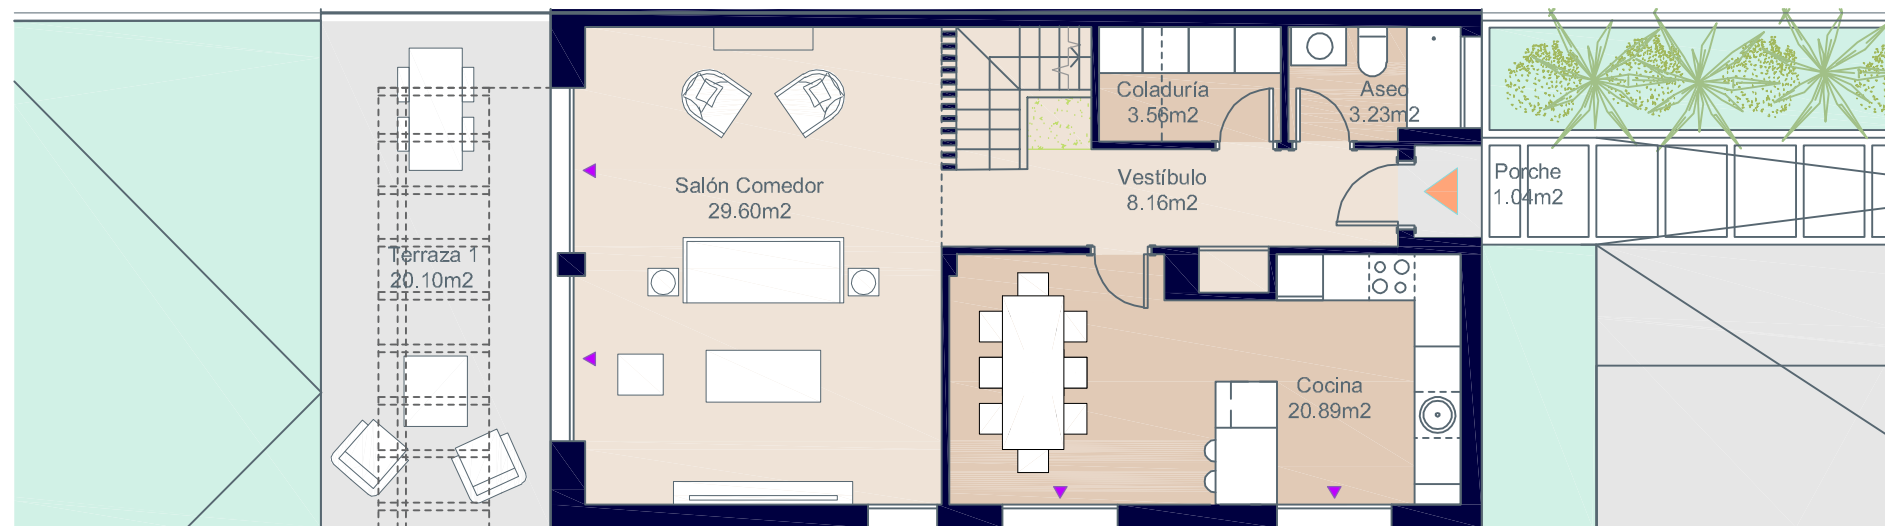 Coladuría
3.56m2
Aseo
3.23m2
Salón Comedor
29.60m2
Vestíbulo
8.16m2
Porche
1.04m2
Terraza 1
20.10m2
Cocina
20.89m2